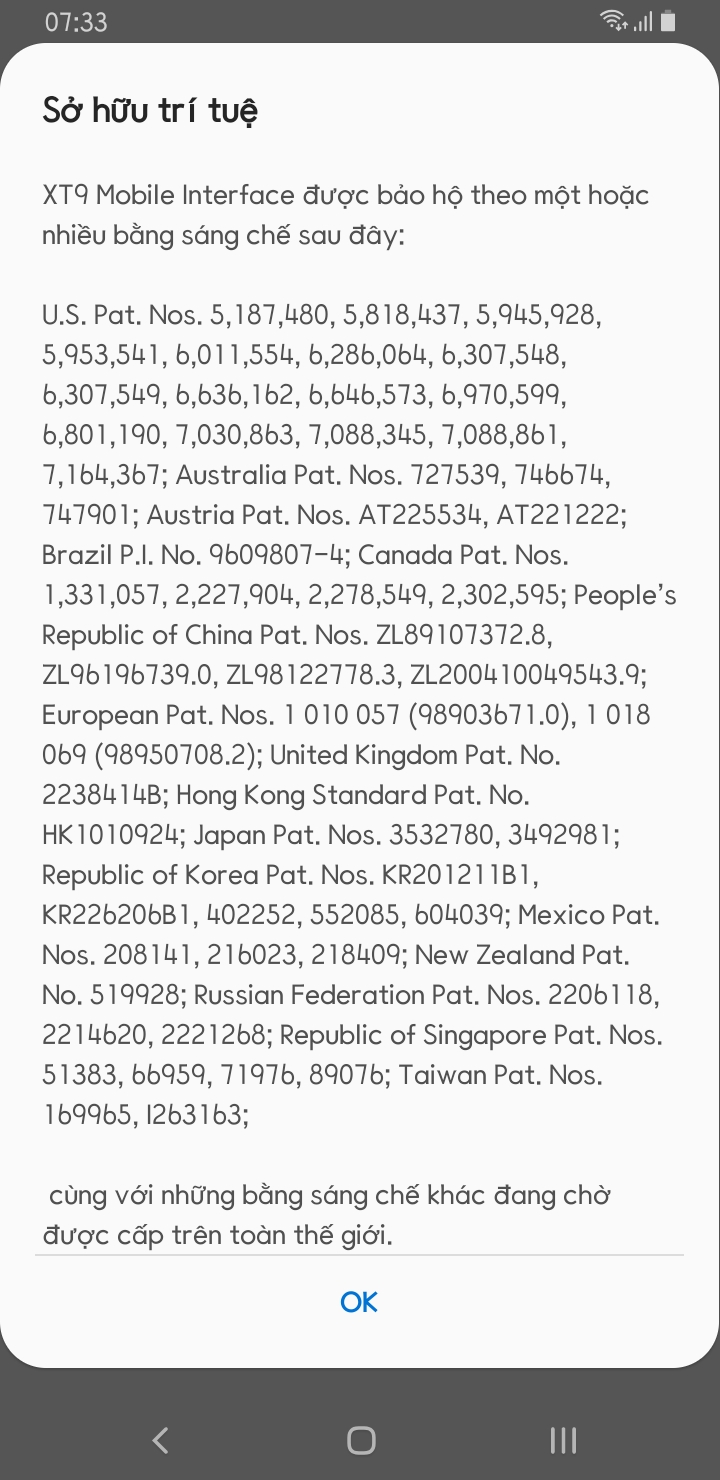 07:33
Sở hữu trí tuệ
XT9 Mobile Interface được bảo hộ theo một hoặc
nhiều bằng sáng chế sau đây:
U.S. Pat. Nos. 5,187,480, 5,818,437, 5,945,928,
5,953,541, 6,011,554, 6,286,064, 6,307,548,
6,307,549, 6,636,162, 6,646,573, 6,970,599,
6,801,190, 7,030,863, 7,088,345, 7,088,861,
7,164,367; Australia Pat. Nos. 727539, 746674,
747901; Austria Pat. Nos. AT225534, AT221222;
Brazil P.I. No. 9609807-4; Canada Pat. Nos.
1,331,057, 2,227,904, 2,278,549, 2,302,595; People’s
Republic of China Pat. Nos. ZL89107372.8,
ZL96196739.0, ZL98122778.3, ZL200410049543.9;
European Pat. Nos. 1 010 057 (98903671.0), 1 018
069 (98950708.2); United Kingdom Pat. No.
2238414B; Hong Kong Standard Pat. No.
HK1010924; Japan Pat. Nos. 3532780, 3492981;
Republic of Korea Pat. Nos. KR201211B1,
KR226206B1, 402252, 552085, 604039; Mexico Pat.
Nos. 208141, 216023, 218409; New Zealand Pat.
No. 519928; Russian Federation Pat. Nos. 2206118,
2214620, 2221268; Republic of Singapore Pat. Nos.
51383, 66959, 71976, 89076; Taiwan Pat. Nos.
169965, I263163;
cùng với những bằng sáng chế khác đang chờ
được cấp trên toàn thế giới.
OK